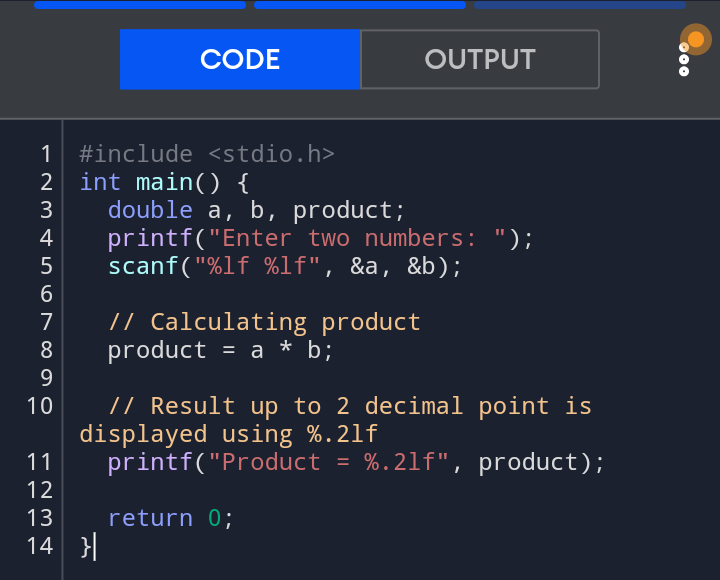 CODE OUTPUT
1 #include <stdio.h>
2 int main() {
3   double a, b, product;
4   printf("Enter two numbers: ");
5   scanf("%lf %lf", &a, &b);
6
7   // Calculating product
8   product = a * b;
9
10   // Result up to 2 decimal point is
displayed using %.2lf
11   printf("Product = %.2lf", product);
12
13   return 0;
14 }